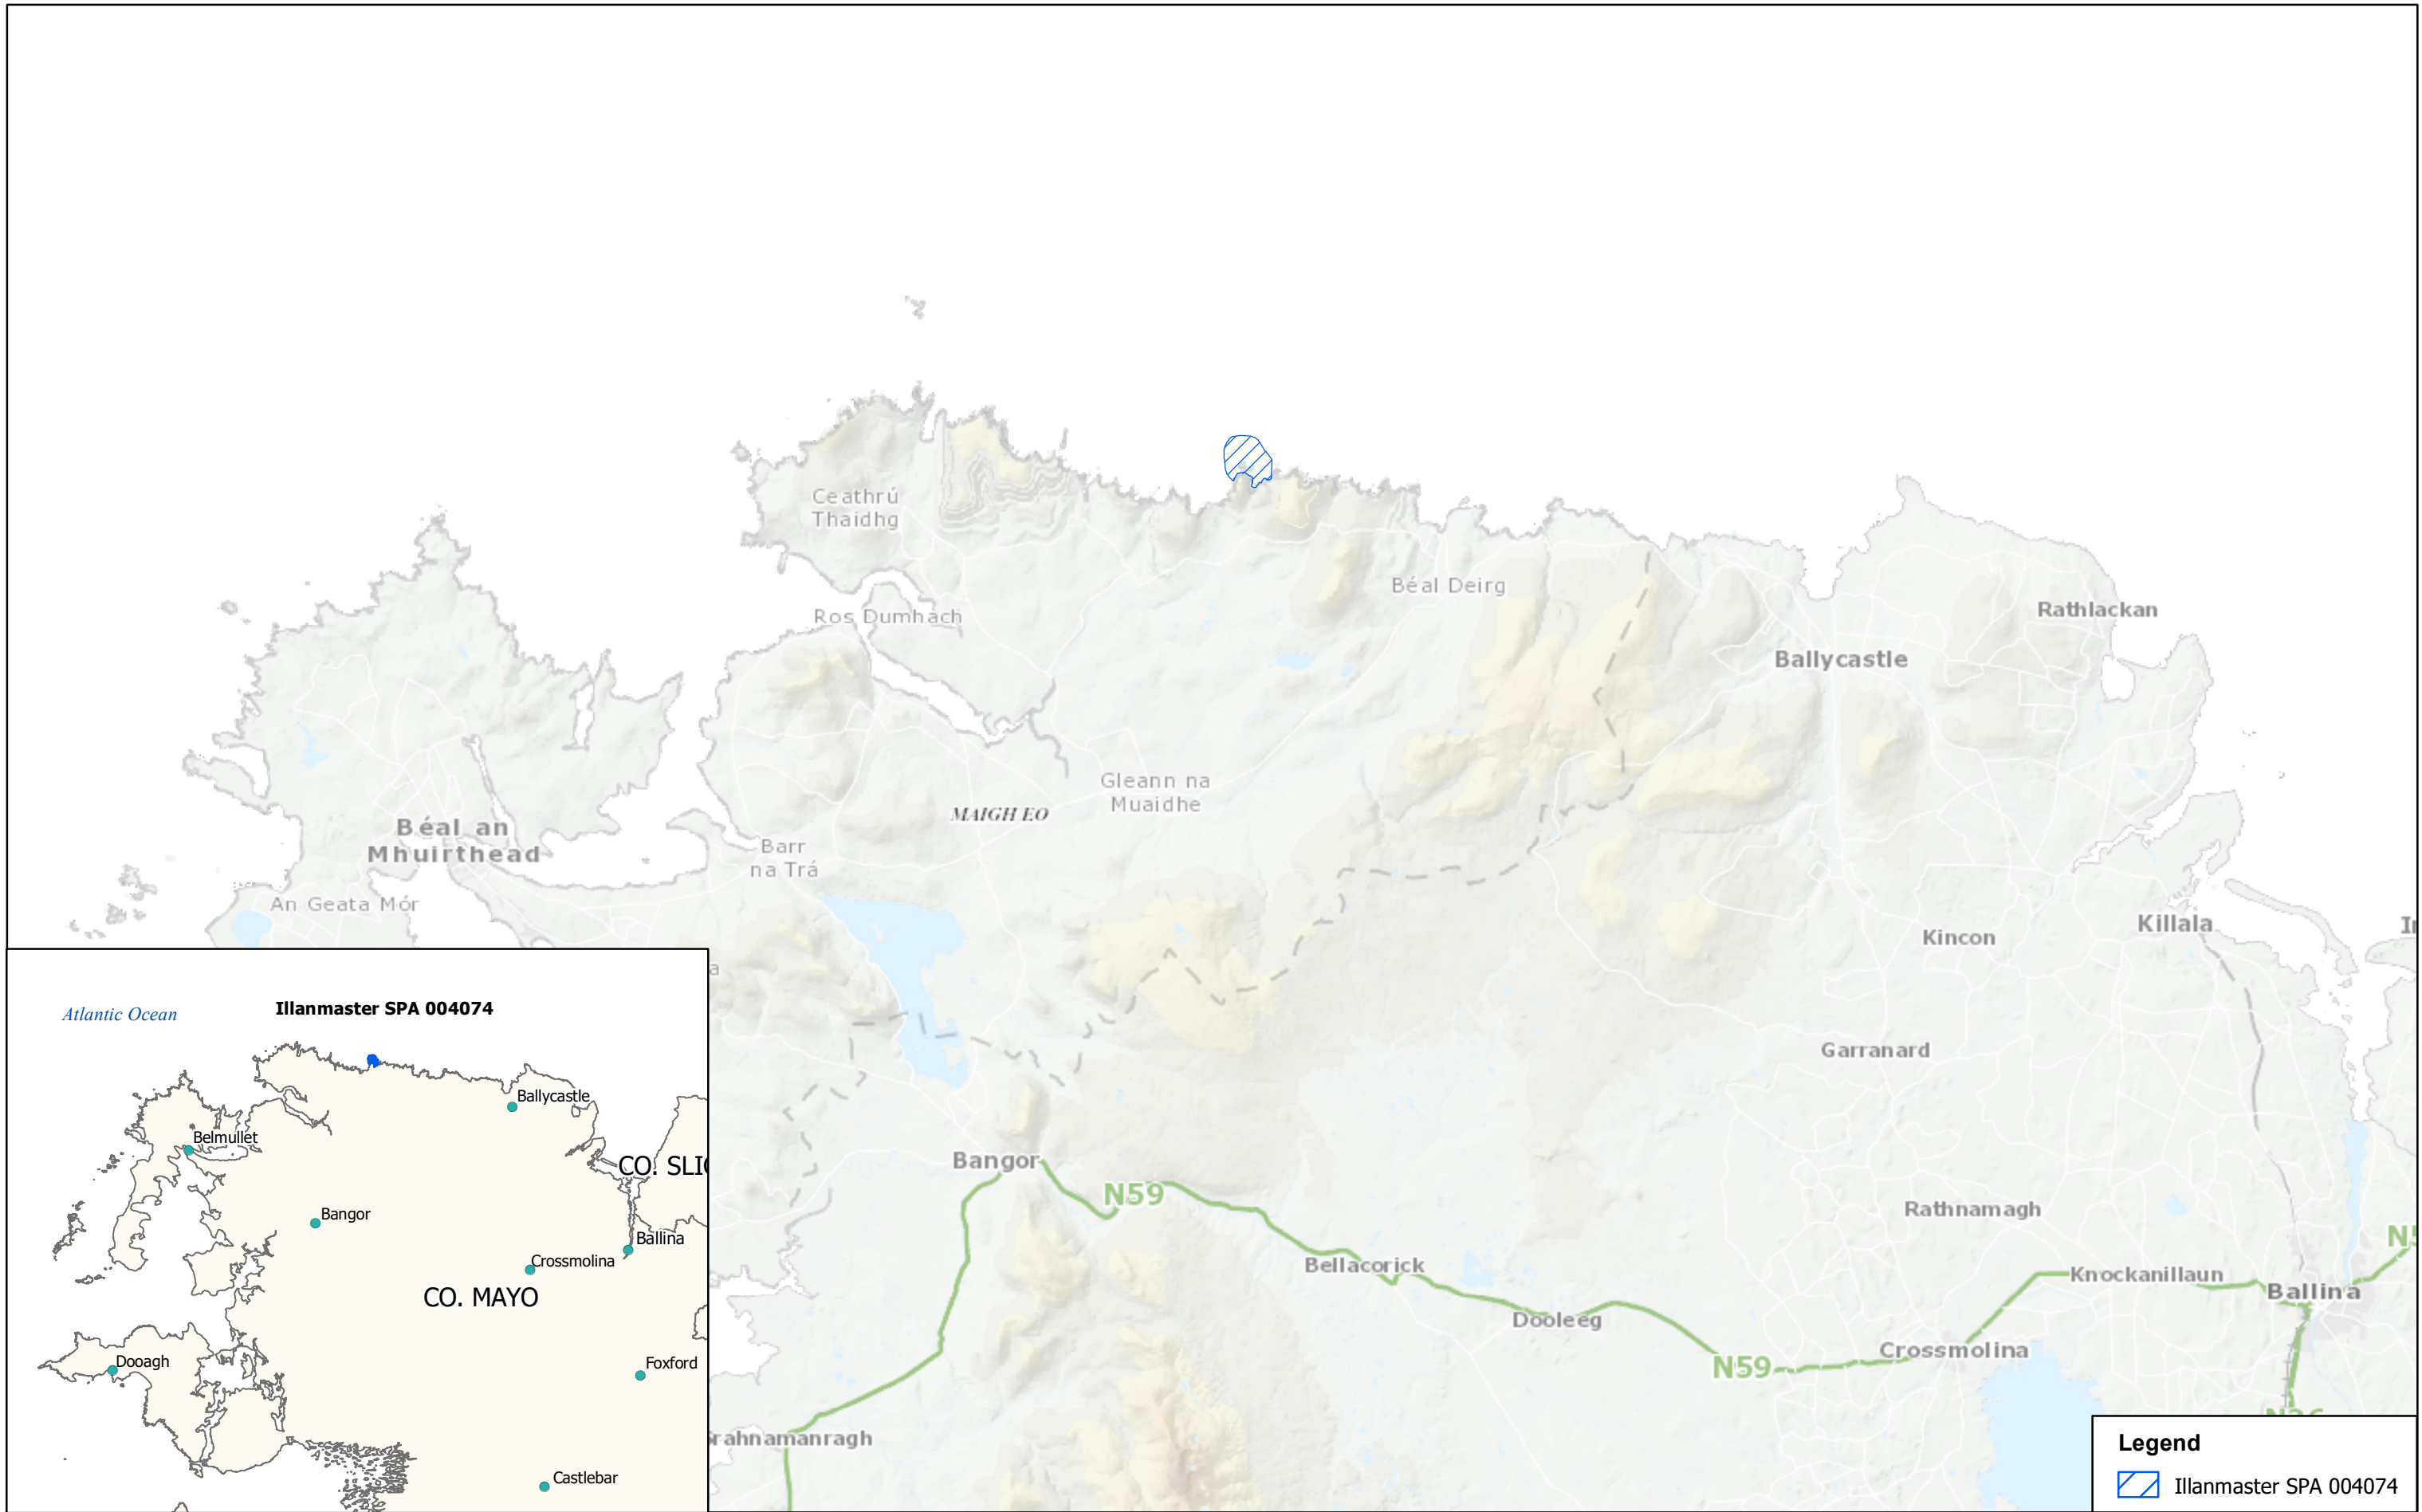 Ceathrú
Thaidhg
Ros Dumhach
Béal Deirg
Rathlackan
Ballycastle
Gleann na
Muaidhe
MAIGH EO
Béal an
Mhuirthead
Barr
na Trá
An Geata Mór
Killala
Kincon
Garranard
Bangor
N59
Rathnamagh
Bellacorick
Knockanillaun
Ballina
Dooleeg
Crossmolina
N59
Srahnamanragh
Atlantic Ocean
Illanmaster SPA 004074
Ballycastle
Belmullet
CO. SLIG
Bangor
Ballina
Crossmolina
CO. MAYO
Dooagh
Foxford
Castlebar
Legend
Illanmaster SPA 004074